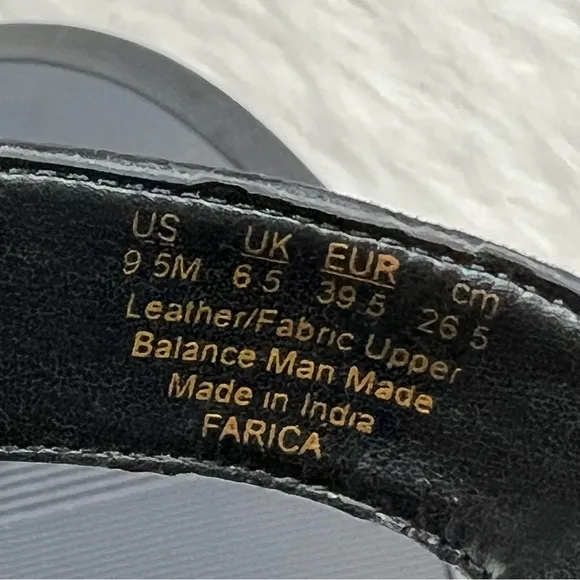 US UK EUR cm
9 5M 6.5 39.5 26 5
Leather/Fabric Upper
Balance Man Made
Made in India
FARICA